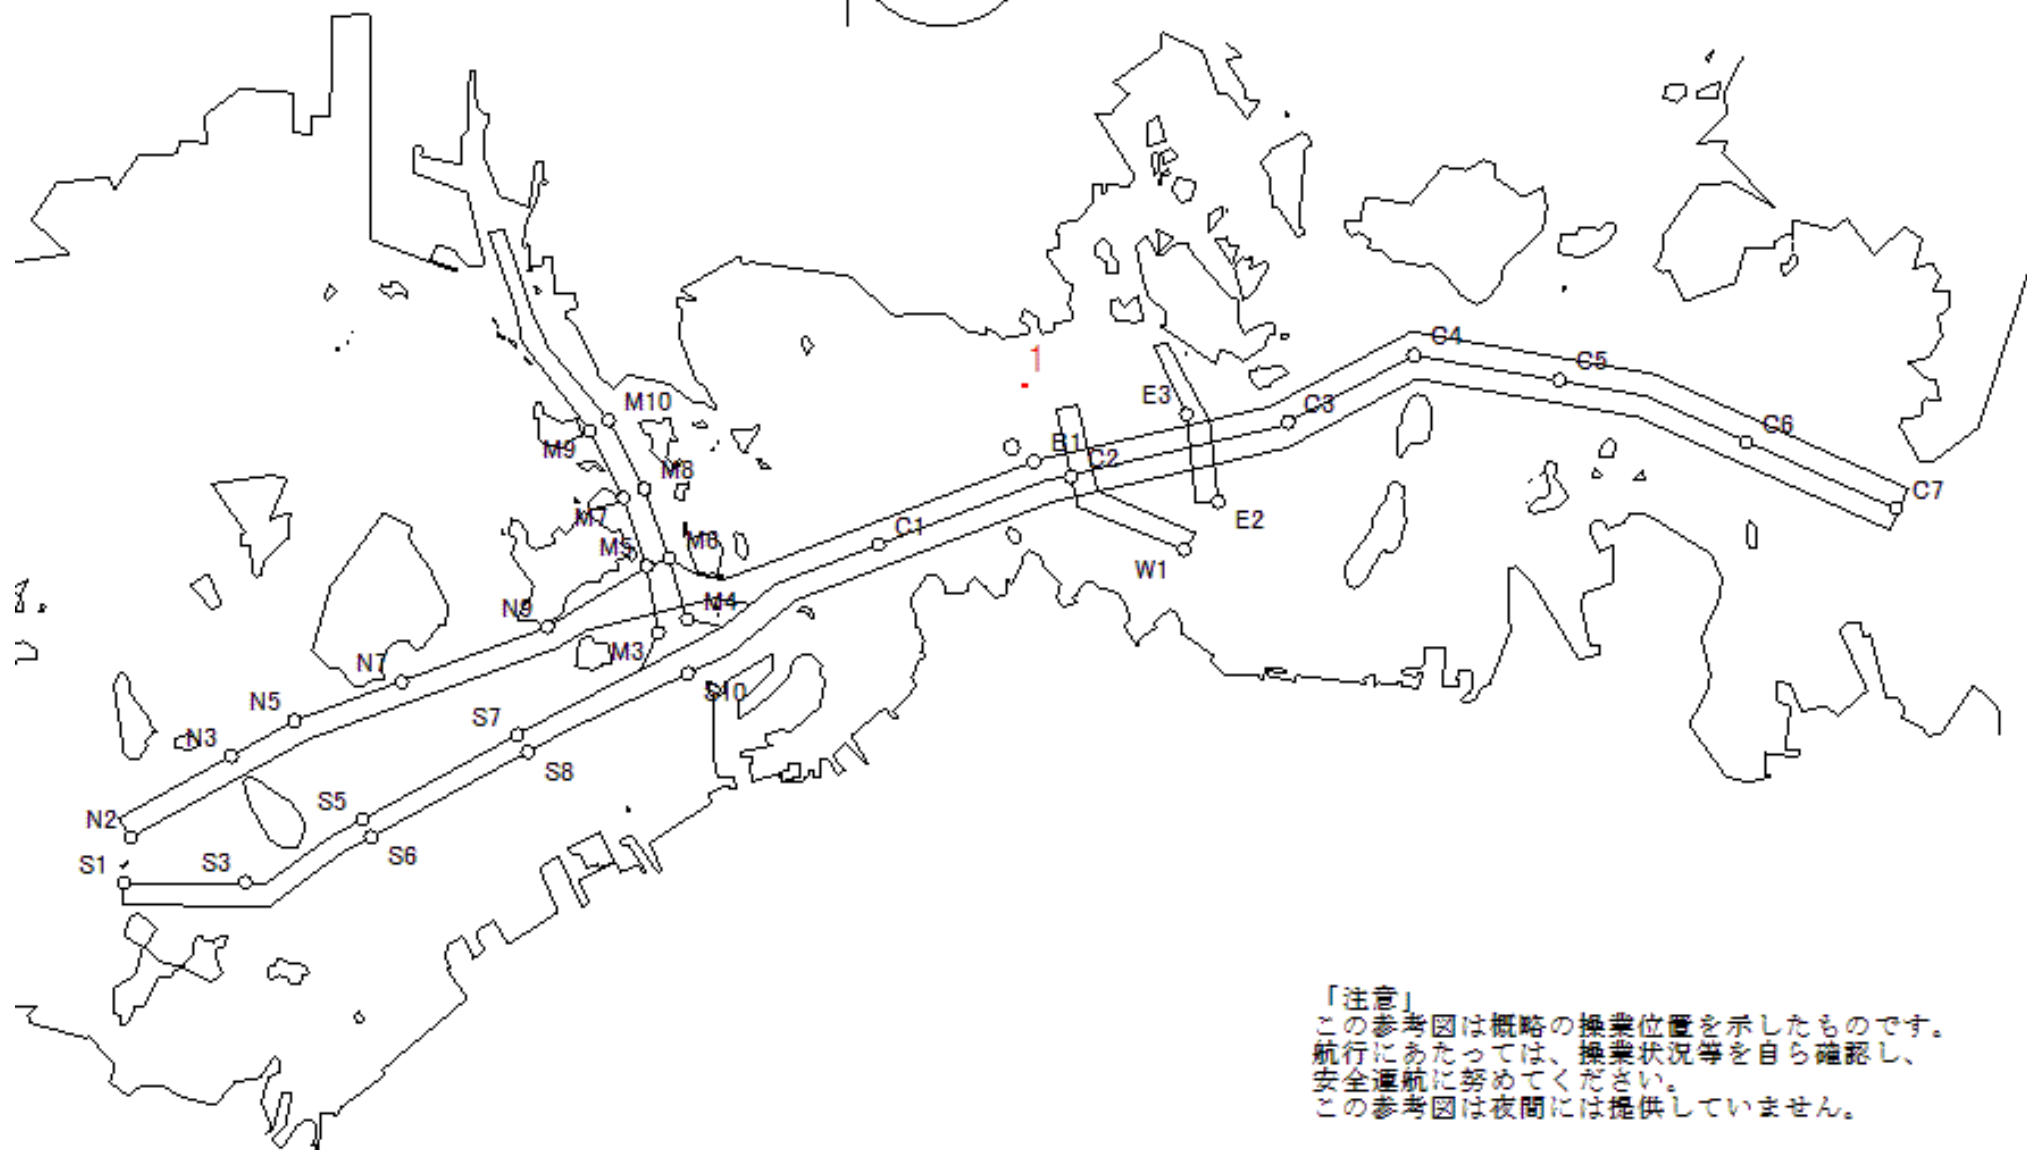 1
C4
C5
E3
M10
C3
C6
B1
M9
C2
M8
C7
M7
E2
C1
M6
M5
W1
N9
M4
M3
N7
S10
N5
S7
N3
S8
S5
N2
S6
S1
S3
「注意」
この参考図は概略の操業位置を示したものです。
航行にあたっては、操業状況等を自ら確認し、
安全運航に努めてください。
この参考図は夜間には提供していません。